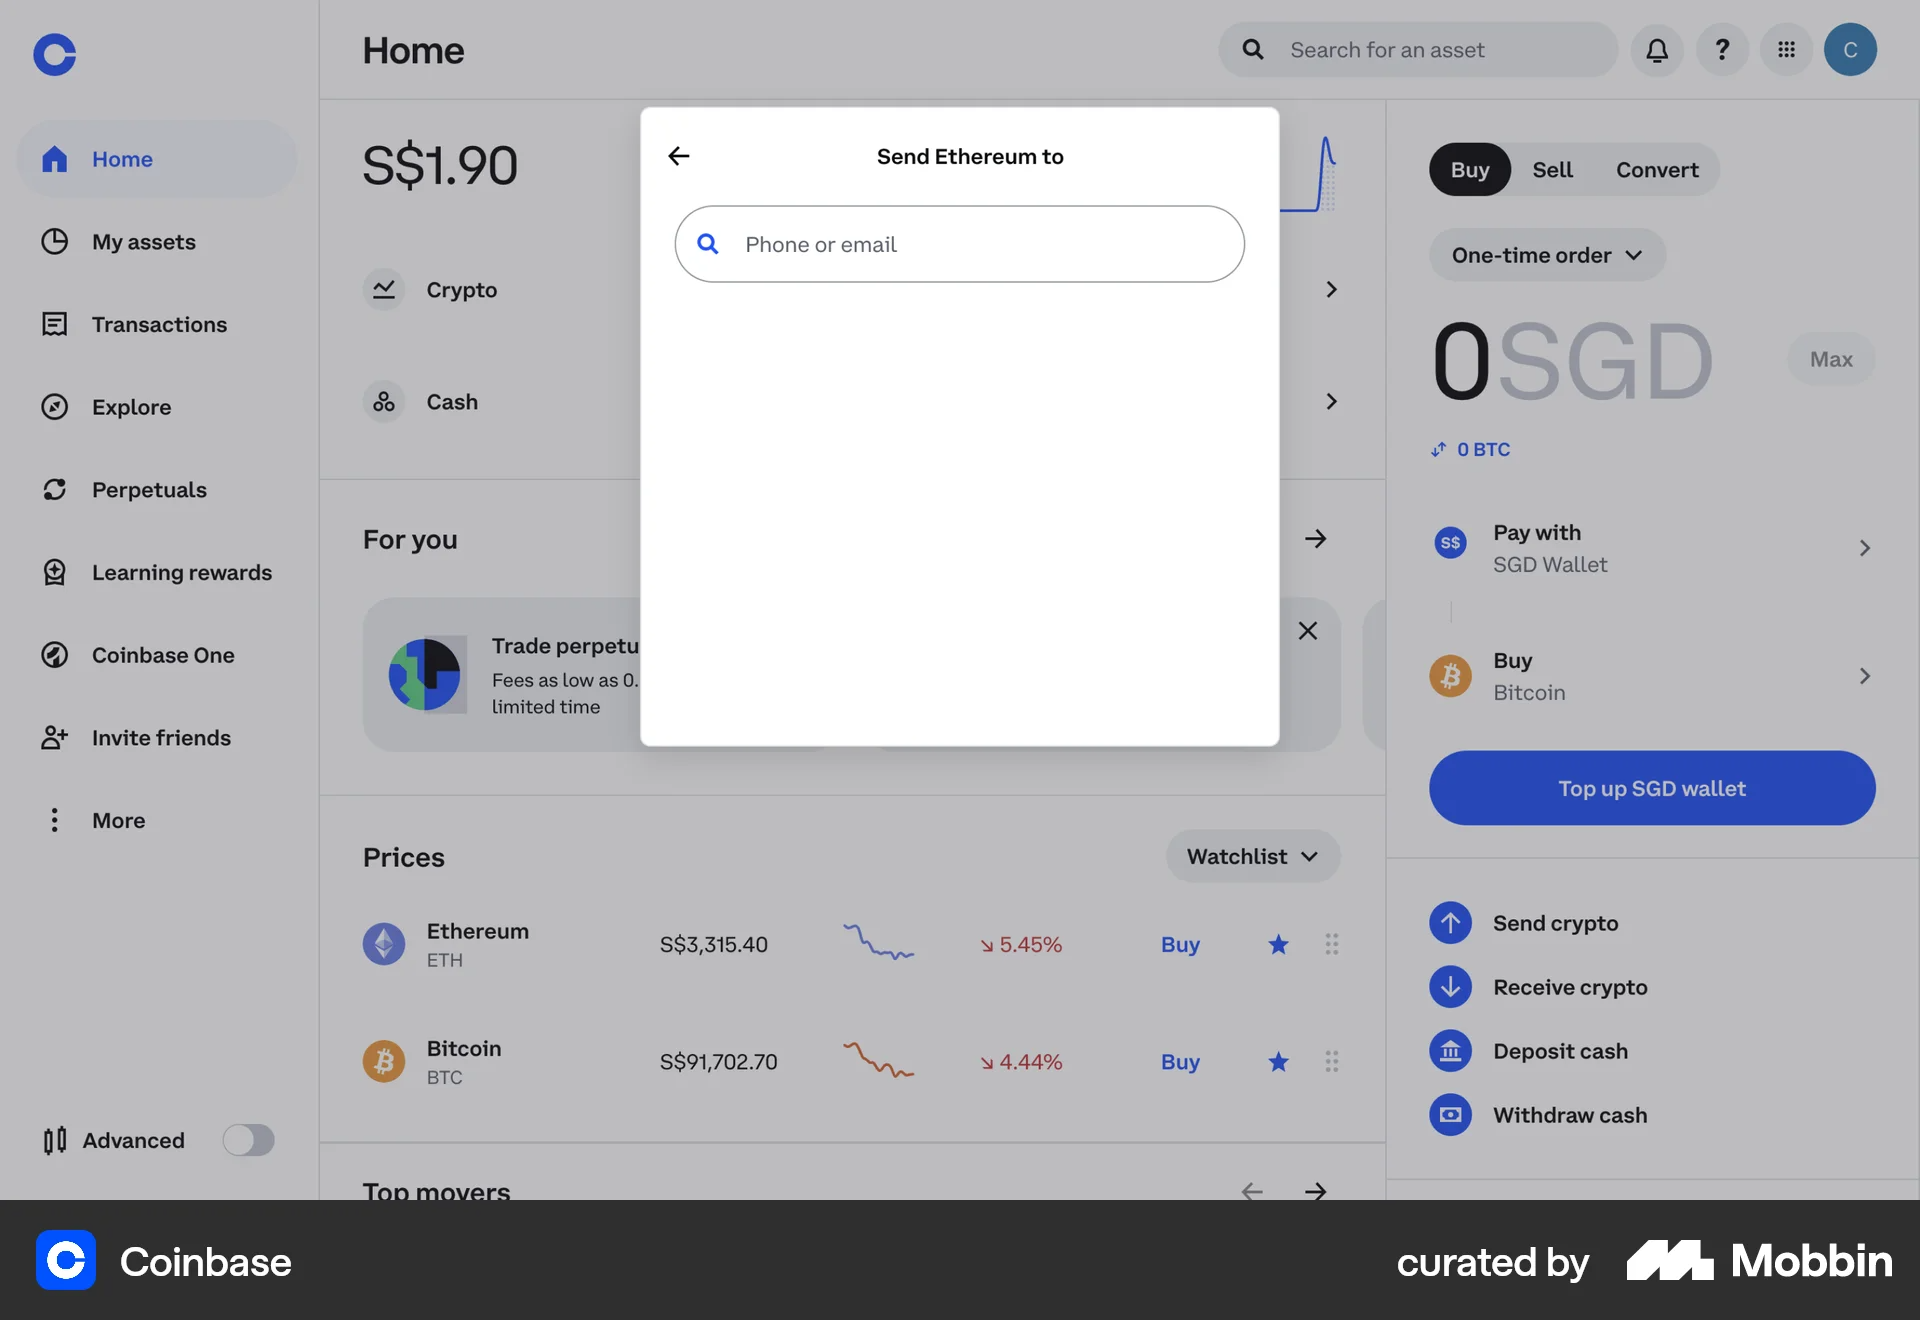 Home
Search for an asset
?
C
Home
My assets
Transactions
Explore
Perpetuals
Learning rewards
Coinbase One
Invite friends
More
Advanced
S$1.90
Crypto
Cash
For you
Trade perpetu
Fees as low as 0.
limited time
Send Ethereum to
Phone or email
Prices
Watchlist
Ethereum
ETH
S$3,315.40
5.45%
Buy
Bitcoin
BTC
S$91,702.70
4.44%
Buy
Top movers
Buy Sell Convert
One-time order
0SGD
Max
0 BTC
S$
Pay with
SGD Wallet
Buy
Bitcoin
Top up SGD wallet
Send crypto
Receive crypto
Deposit cash
Withdraw cash
Coinbase
curated by Mobbin